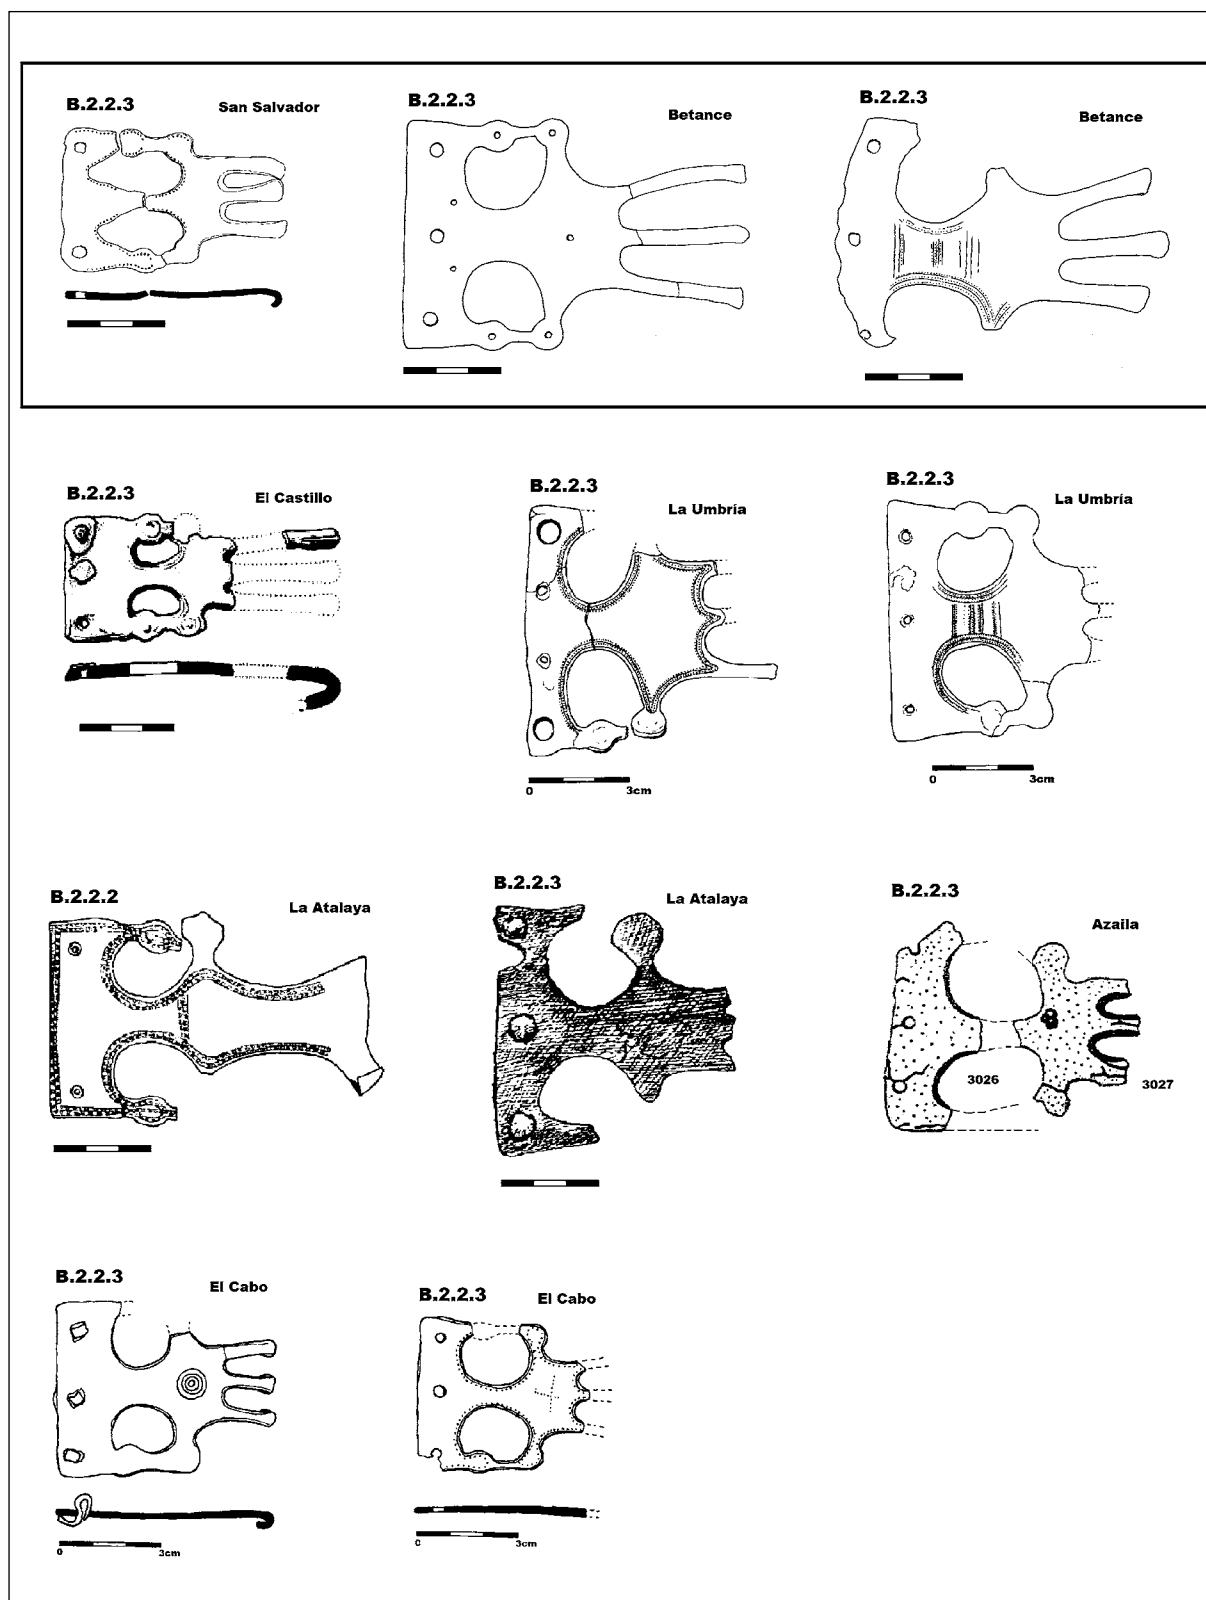 B.2.2.3 San Salvador
B.2.2.3 Betance
B.2.2.3 Betance
B.2.2.3 El Castillo
B.2.2.3 La Umbría
0 3cm
B.2.2.3 La Umbría
0 3cm
B.2.2.2 La Atalaya
B.2.2.3 La Atalaya
B.2.2.3 Azaila
3026
3027
B.2.2.3 El Cabo
0 3cm
B.2.2.3 El Cabo
0 3cm